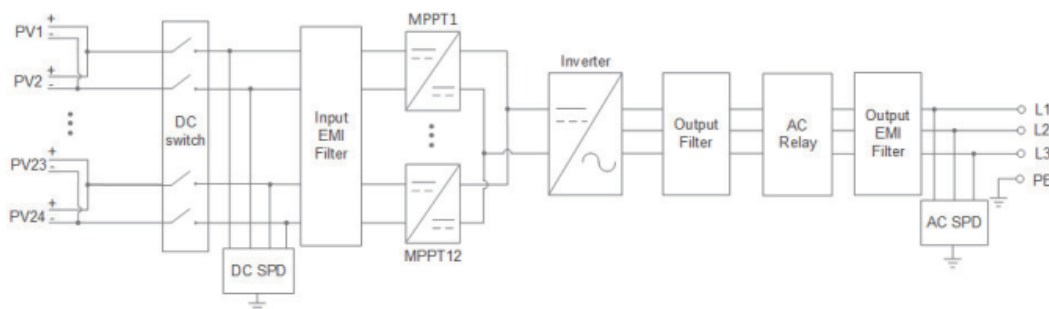 PV1
+
-
PV2
+
-
PV23
+
-
PV24
+
-
DC
switch
DC SPD
Input
EMI
Filter
MPPT1
MPPT12
Inverter
Output
Filter
AC
Relay
Output
EMI
Filter
L1
L2
L3
PE
AC SPD